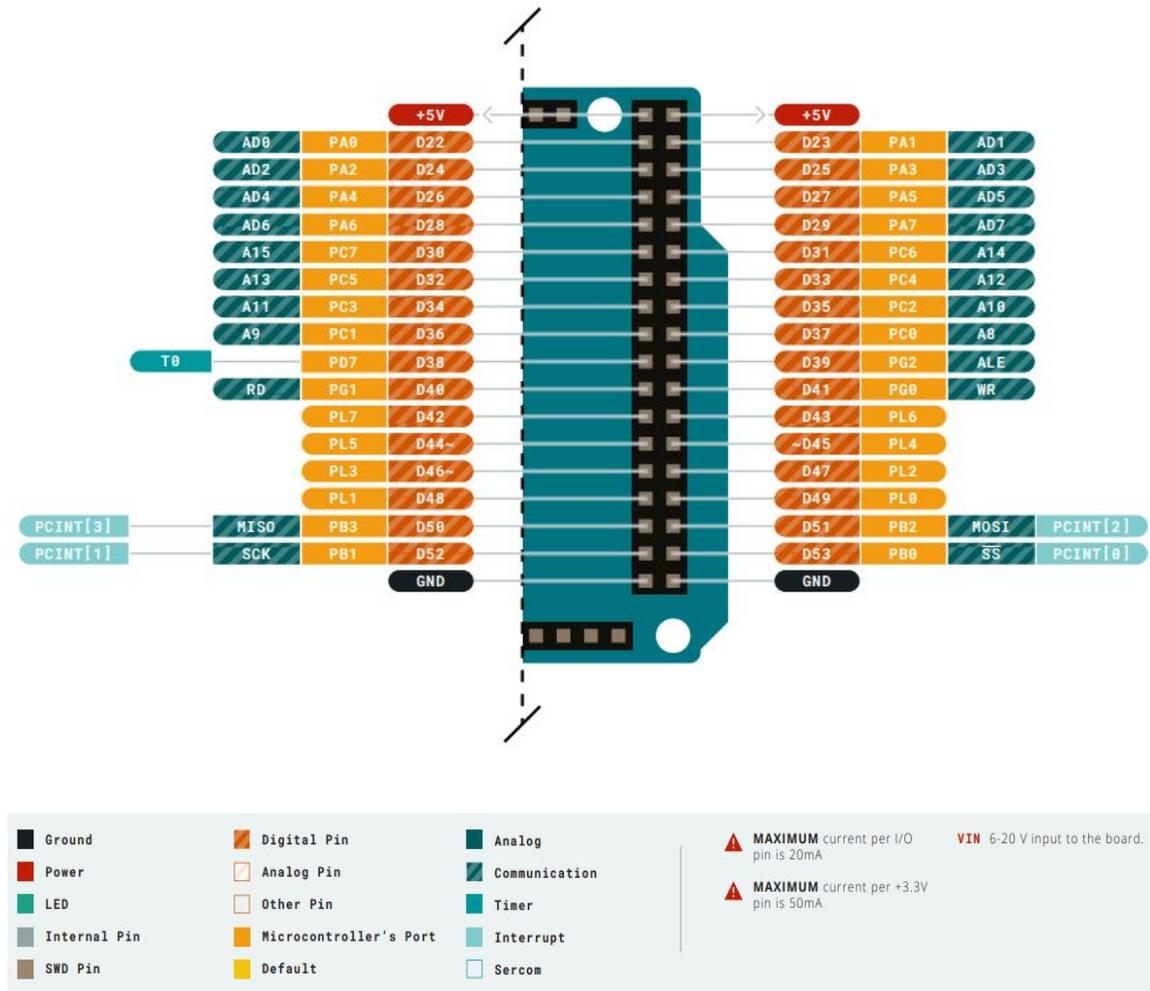 +5V +5V
AD0 PA0 D22 D23 PA1 AD1
AD2 PA2 D24 D25 PA3 AD3
AD4 PA4 D26 D27 PA5 AD5
AD6 PA6 D28 D29 PA7 AD7
A15 PC7 D30 D31 PC6 A14
A13 PC5 D32 D33 PC4 A12
A11 PC3 D34 D35 PC2 A10
A9 PC1 D36 D37 PC0 A8
T0 PD7 D38 D39 PG2 ALE
RD PG1 D40 D41 PG0 WR
PL7 D42 D43 PL6
PL5 D44~ ~D45 PL4
PL3 D46~ D47 PL2
PL1 D48 D49 PL0
PCINT[3] MISO PB3 D50 D51 PB2 MOSI PCINT[2]
PCINT[1] SCK PB1 D52 D53 PB0 S̅S̅ PCINT[0]
GND GND
Ground
Power
LED
Internal Pin
SWD Pin
Digital Pin
Analog Pin
Other Pin
Microcontroller's Port
Default
Analog
Communication
Timer
Interrupt
Sercom
MAXIMUM current per I/O
pin is 20mA
MAXIMUM current per +3.3V
pin is 50mA
VIN 6-20 V input to the board.